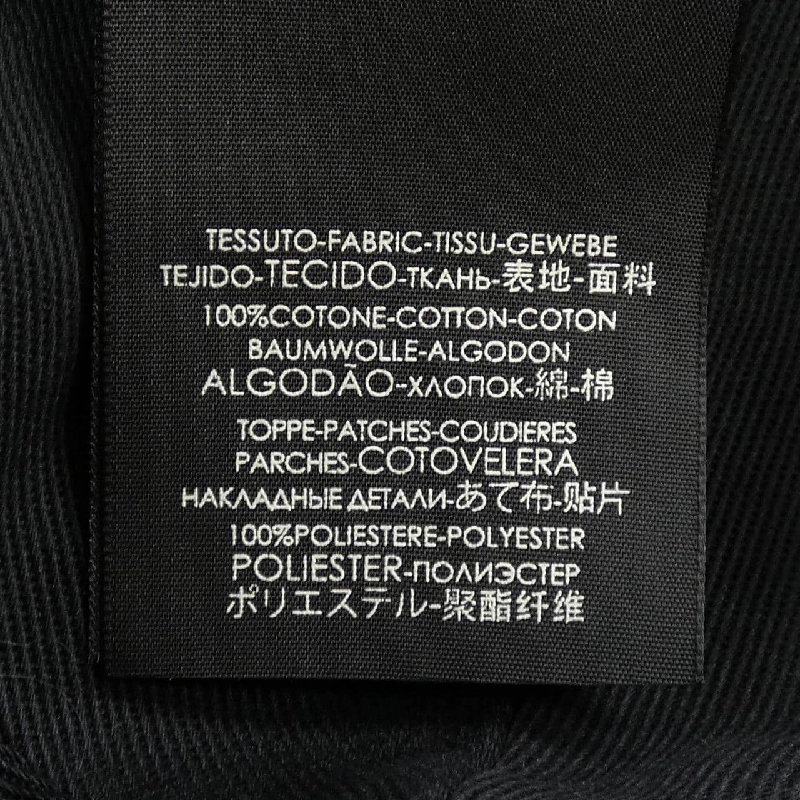 TESSUTO-FABRIC-TISSU-GEWEBE
TEJIDO-TECIDO-ТКАНЬ-表地-面料
100%COTONE-COTTON-COTON
BAUMWOLLE-ALGODON
ALGODÃO-ХЛОПОК-綿-棉
TOPPE-PATCHES-COUDIERES
PARCHES-COTOVELERA
НАКЛАДНЫЕ ДЕТАЛИ-あて布-贴片
100%POLIESTERE-POLYESTER
POLIESTER-ПОЛИЭСТЕР
ポリエステル-聚酯纤维